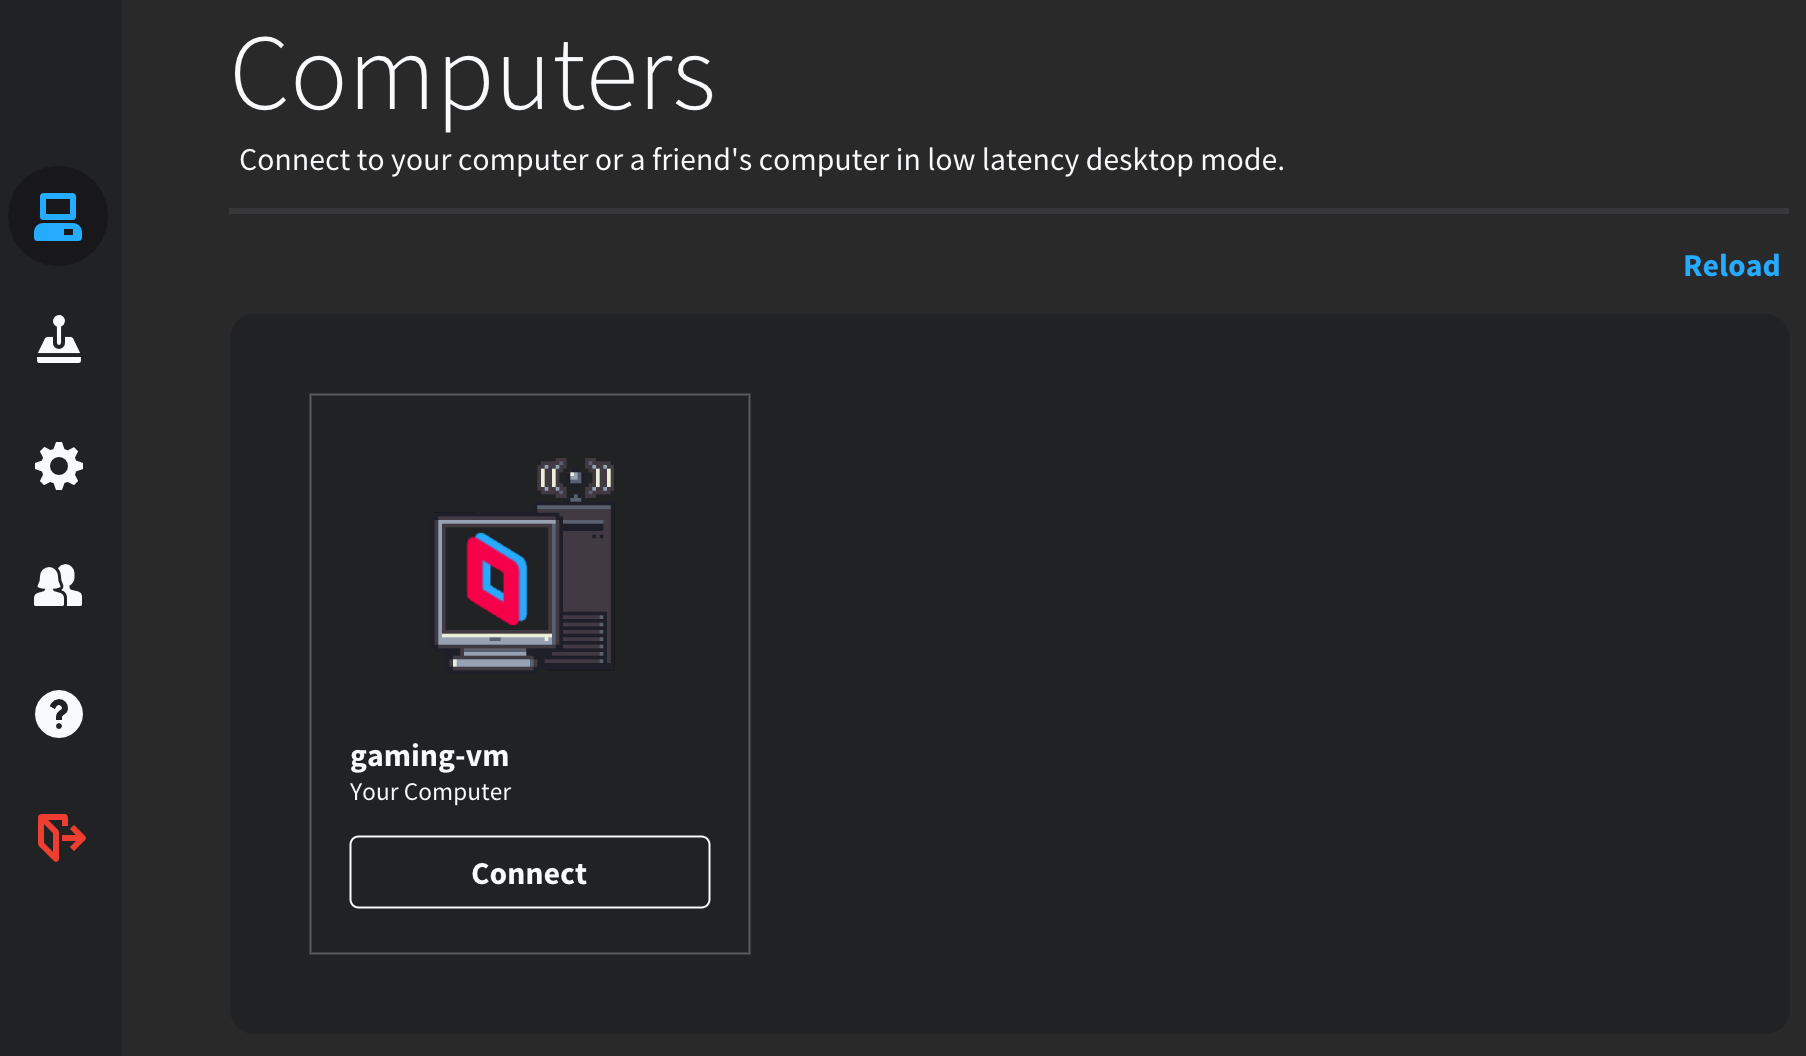 Computers
Connect to your computer or a friend's computer in low latency desktop mode.
Reload
gaming-vm
Your Computer
Connect